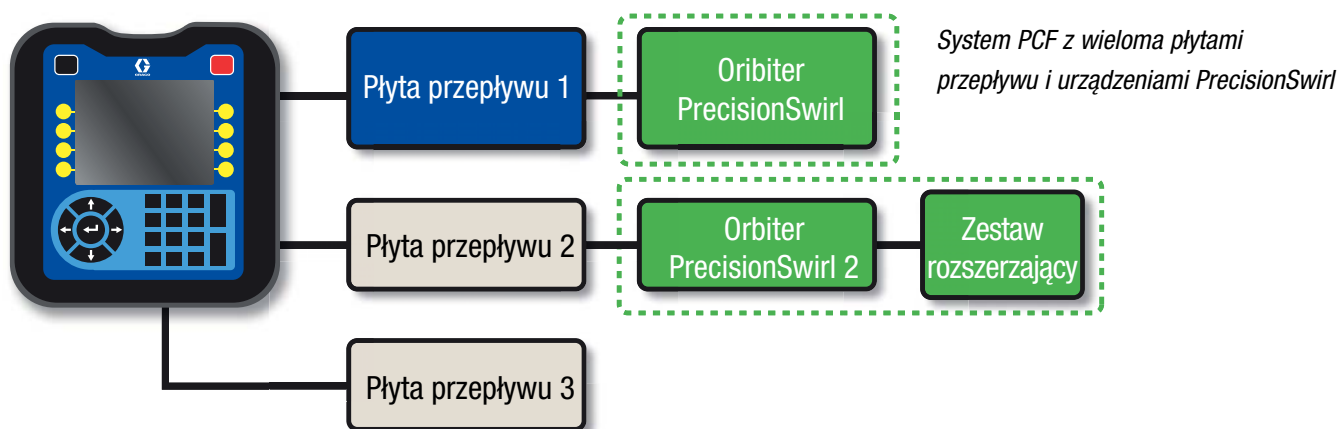 Płyta przepływu 1
Oribiter
PrecisionSwirl
System PCF z wieloma płytami
przepływu i urządzeniami PrecisionSwirl
Płyta przepływu 2
Orbiter
PrecisionSwirl 2
Zestaw
rozszerzający
Płyta przepływu 3